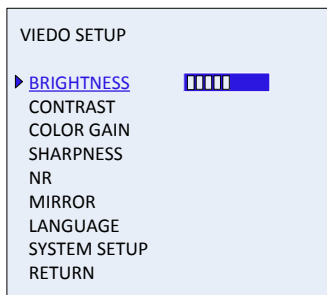 VIEDO SETUP
BRIGHTNESS
CONTRAST
COLOR GAIN
SHARPNESS
NR
MIRROR
LANGUAGE
SYSTEM SETUP
RETURN